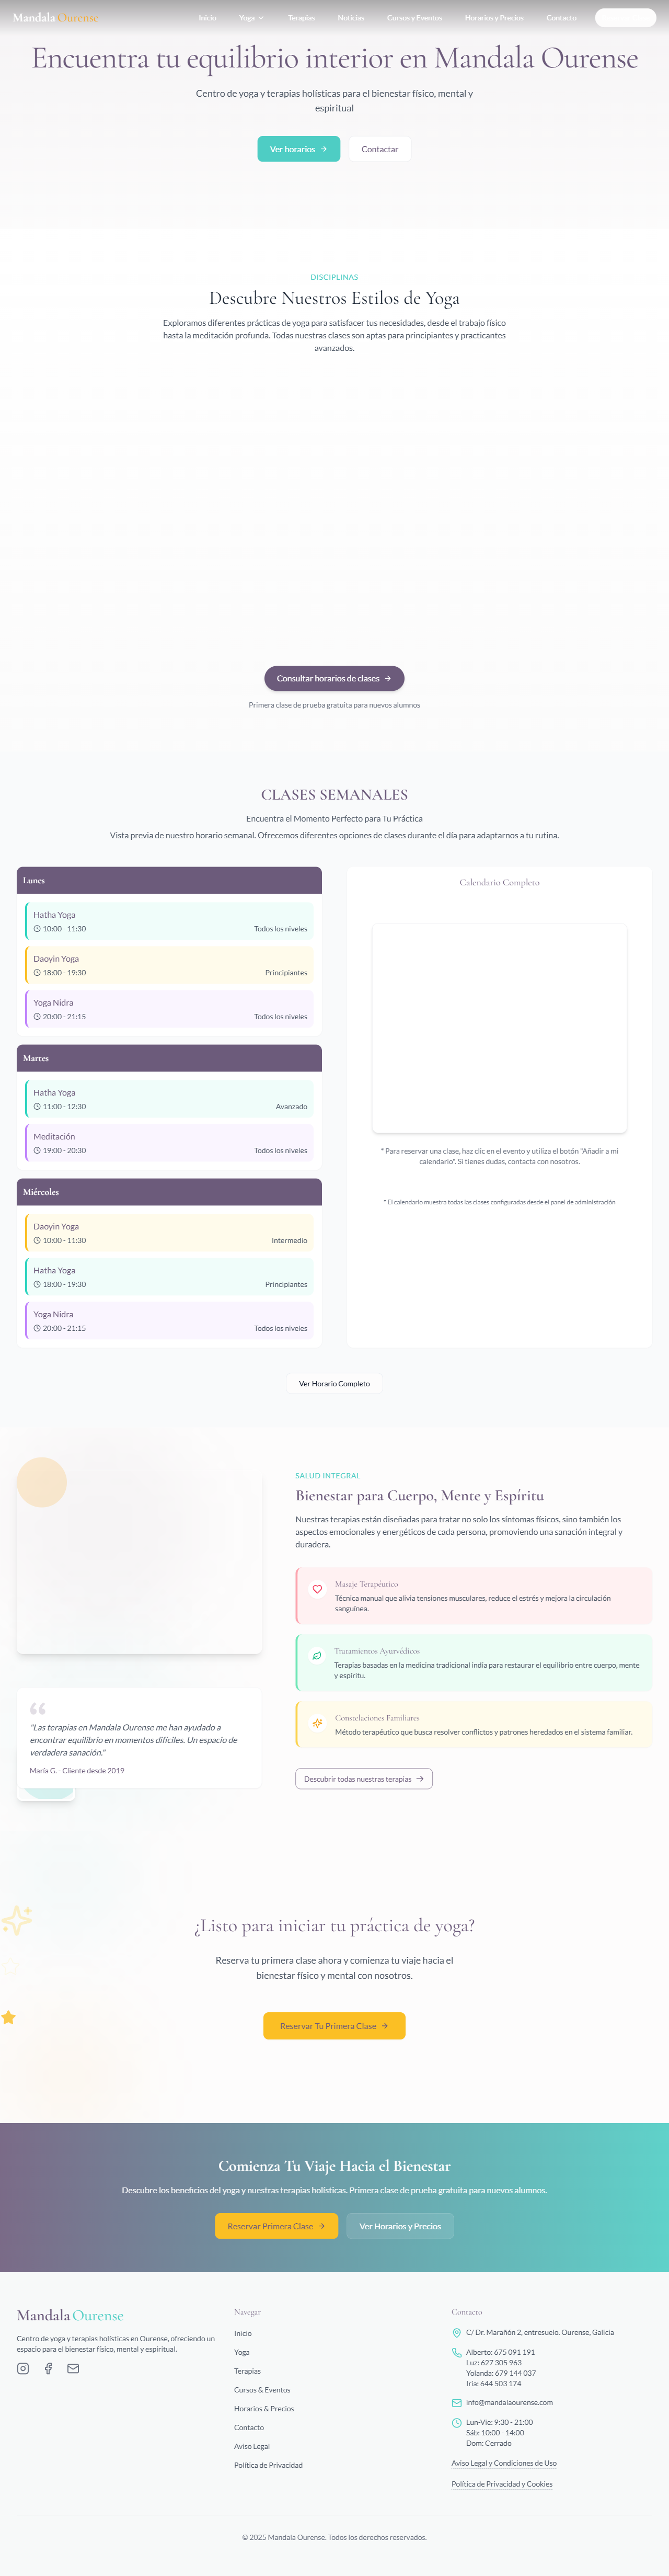 Mandala Ourense
Inicio
Yoga
Terapias
Noticias
Cursos y Eventos
Horarios y Precios
Contacto
Encuentra tu equilibrio interior en Mandala Ourense
Centro de yoga y terapias holísticas para el bienestar físico, mental y
espiritual
Ver horarios
Contactar
DISCIPLINAS
Descubre Nuestros Estilos de Yoga
Exploramos diferentes prácticas de yoga para satisfacer tus necesidades, desde el trabajo físico
hasta la meditación profunda. Todas nuestras clases son aptas para principiantes y practicantes
avanzados.
Consultar horarios de clases
Primera clase de prueba gratuita para nuevos alumnos
CLASES SEMANALES
Encuentra el Momento Perfecto para Tu Práctica
Vista previa de nuestro horario semanal. Ofrecemos diferentes opciones de clases durante el día para adaptarnos a tu rutina.
Lunes
Hatha Yoga
10:00 - 11:30 Todos los niveles
Daoyin Yoga
18:00 - 19:30 Principiantes
Yoga Nidra
20:00 - 21:15 Todos los niveles
Martes
Hatha Yoga
11:00 - 12:30 Avanzado
Meditación
19:00 - 20:30 Todos los niveles
Miércoles
Daoyin Yoga
10:00 - 11:30 Intermedio
Hatha Yoga
18:00 - 19:30 Principiantes
Yoga Nidra
20:00 - 21:15 Todos los niveles
Calendario Completo
* Para reservar una clase, haz clic en el evento y utiliza el botón "Añadir a mi
calendario". Si tienes dudas, contacta con nosotros.
* El calendario muestra todas las clases configuradas desde el panel de administración
Ver Horario Completo
"Las terapias en Mandala Ourense me han ayudado a
encontrar equilibrio en momentos difíciles. Un espacio de
verdadera sanación."
María G. - Cliente desde 2019
SALUD INTEGRAL
Bienestar para Cuerpo, Mente y Espíritu
Nuestras terapias están diseñadas para tratar no solo los síntomas físicos, sino también los
aspectos emocionales y energéticos de cada persona, promoviendo una sanación integral y
duradera.
Masaje Terapéutico
Técnica manual que alivia tensiones musculares, reduce el estrés y mejora la circulación
sanguínea.
Tratamientos Ayurvédicos
Terapias basadas en la medicina tradicional india para restaurar el equilibrio entre cuerpo, mente
y espíritu.
Constelaciones Familiares
Método terapéutico que busca resolver conflictos y patrones heredados en el sistema familiar.
Descubrir todas nuestras terapias
¿Listo para iniciar tu práctica de yoga?
Reserva tu primera clase ahora y comienza tu viaje hacia el
bienestar físico y mental con nosotros.
Reservar Tu Primera Clase
Comienza Tu Viaje Hacia el Bienestar
Descubre los beneficios del yoga y nuestras terapias holísticas. Primera clase de prueba gratuita para nuevos alumnos.
Reservar Primera Clase
Ver Horarios y Precios
Mandala Ourense
Centro de yoga y terapias holísticas en Ourense, ofreciendo un
espacio para el bienestar físico, mental y espiritual.
Navegar
Inicio
Yoga
Terapias
Cursos & Eventos
Horarios & Precios
Contacto
Aviso Legal
Política de Privacidad
Contacto
C/ Dr. Marañón 2, entresuelo. Ourense, Galicia
Alberto: 675 091 191
Luz: 627 305 963
Yolanda: 679 144 037
Iria: 644 503 174
info@mandalaourense.com
Lun-Vie: 9:30 - 21:00
Sáb: 10:00 - 14:00
Dom: Cerrado
Aviso Legal y Condiciones de Uso
Política de Privacidad y Cookies
© 2025 Mandala Ourense. Todos los derechos reservados.